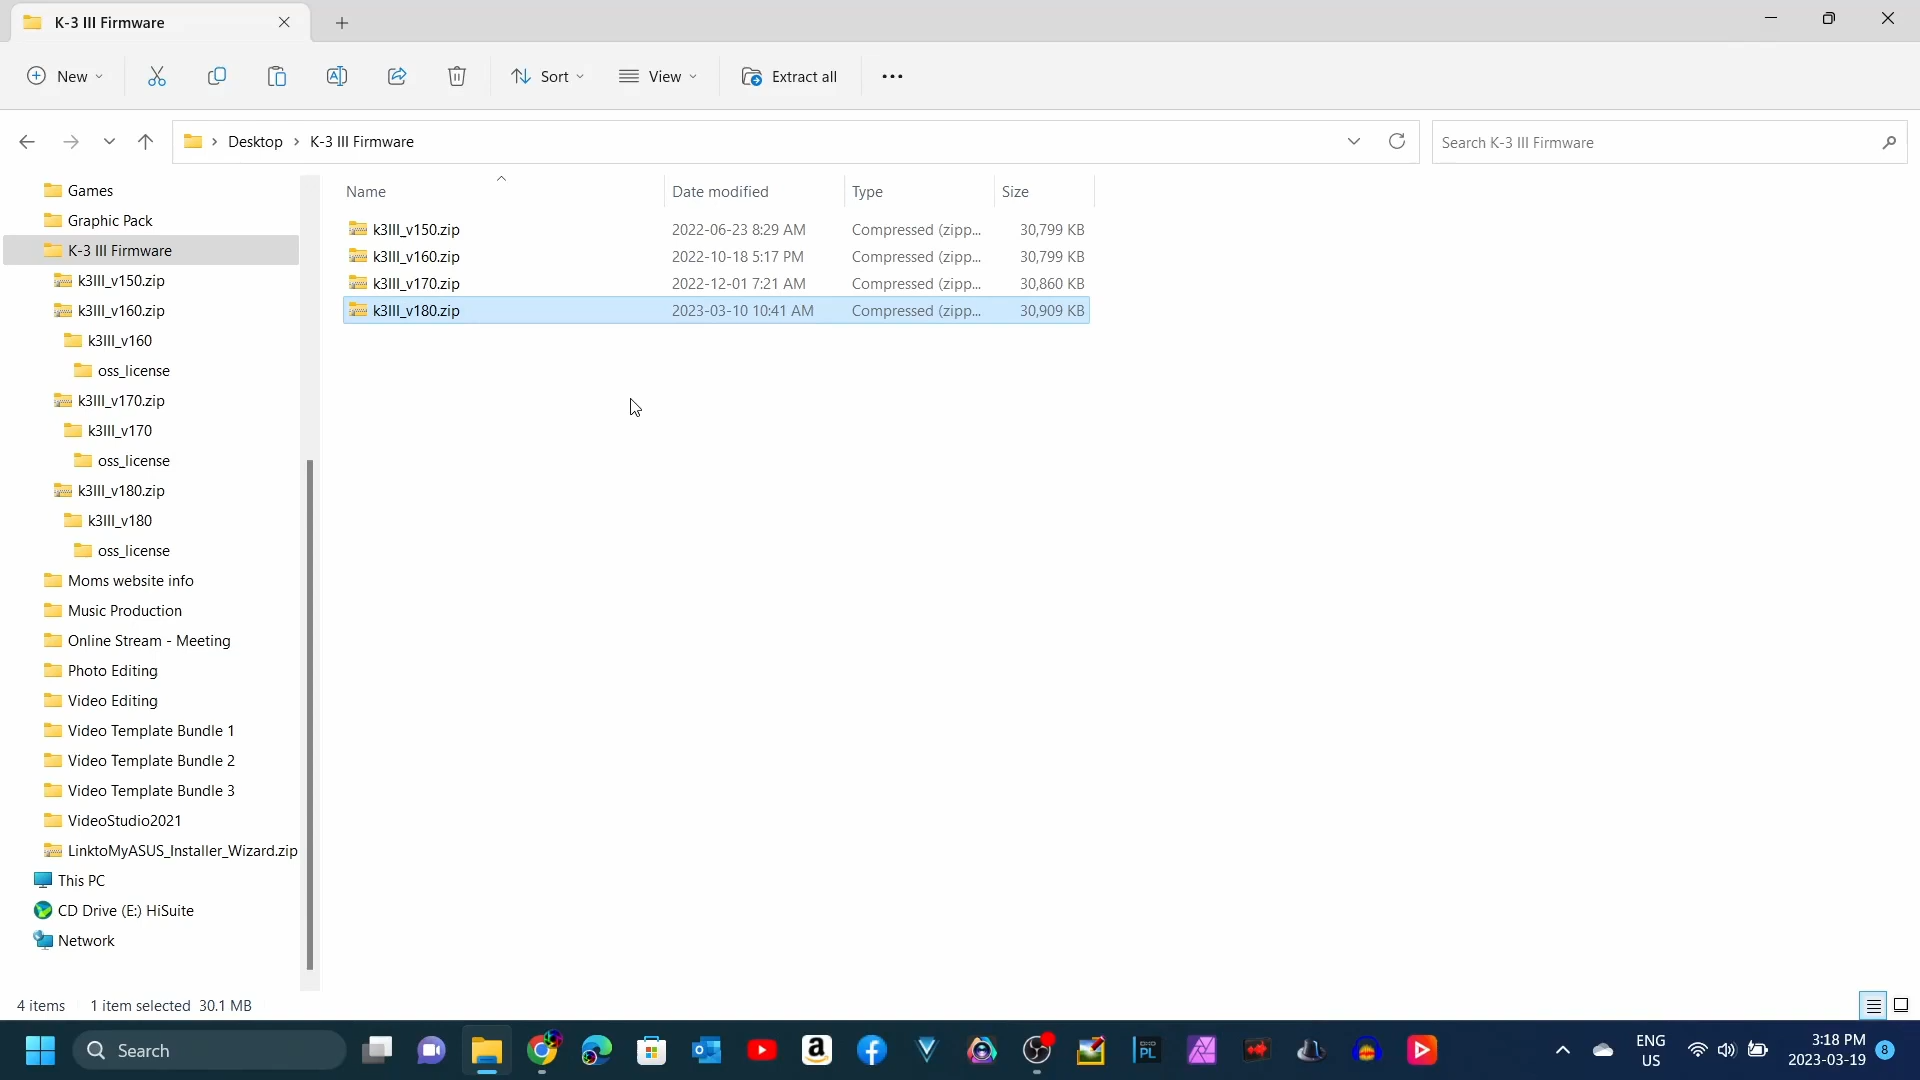 K-3 III Firmware
New
Sort
View
Extract all
Desktop
K-3 III Firmware
Search K-3 III Firmware
Games
Graphic Pack
K-3 III Firmware
k3III_v150.zip
k3III_v160.zip
k3III_v160
oss_license
k3III_v170.zip
k3III_v170
oss_license
k3III_v180.zip
k3III_v180
oss_license
Moms website info
Music Production
Online Stream - Meeting
Photo Editing
Video Editing
Video Template Bundle 1
Video Template Bundle 2
Video Template Bundle 3
VideoStudio2021
LinktoMyASUS_Installer_Wizard.zip
This PC
CD Drive (E:) HiSuite
Network
Name Date modified Type Size
k3III_v150.zip 2022-06-23 8:29 AM Compressed (zipp... 30,799 KB
k3III_v160.zip 2022-10-18 5:17 PM Compressed (zipp... 30,799 KB
k3III_v170.zip 2022-12-01 7:21 AM Compressed (zipp... 30,860 KB
k3III_v180.zip 2023-03-10 10:41 AM Compressed (zipp... 30,909 KB
4 items 1 item selected 30.1 MB
Search
a
PL
ENG
US
3:18 PM
2023-03-19
8